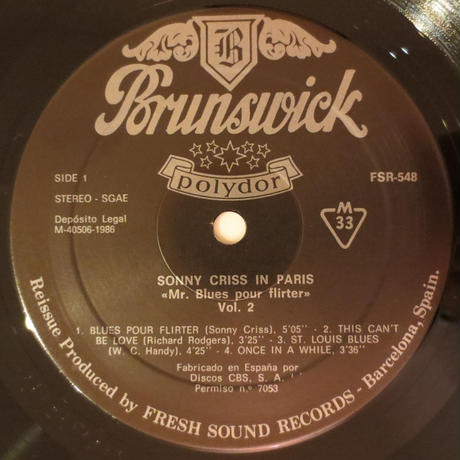 B
Brunswick
polydor
SIDE 1
STEREO - SGAE
Depósito Legal
M-40506-1986
FSR-548
M
33
SONNY CRISS IN PARIS
«Mr. Blues pour flirter»
Vol. 2
1. BLUES POUR FLIRTER (Sonny Criss), 5'05" - 2. THIS CAN'T
BE LOVE (Richard Rodgers), 3'25" - 3. ST. LOUIS BLUES
(W. C. Handy), 4'25" - 4. ONCE IN A WHILE, 3'36"
Fabricado en España por
Discos CBS, S. A.
Permiso n.º 7053
Reissue Produced by FRESH SOUND RECORDS - Barcelona, Spain.